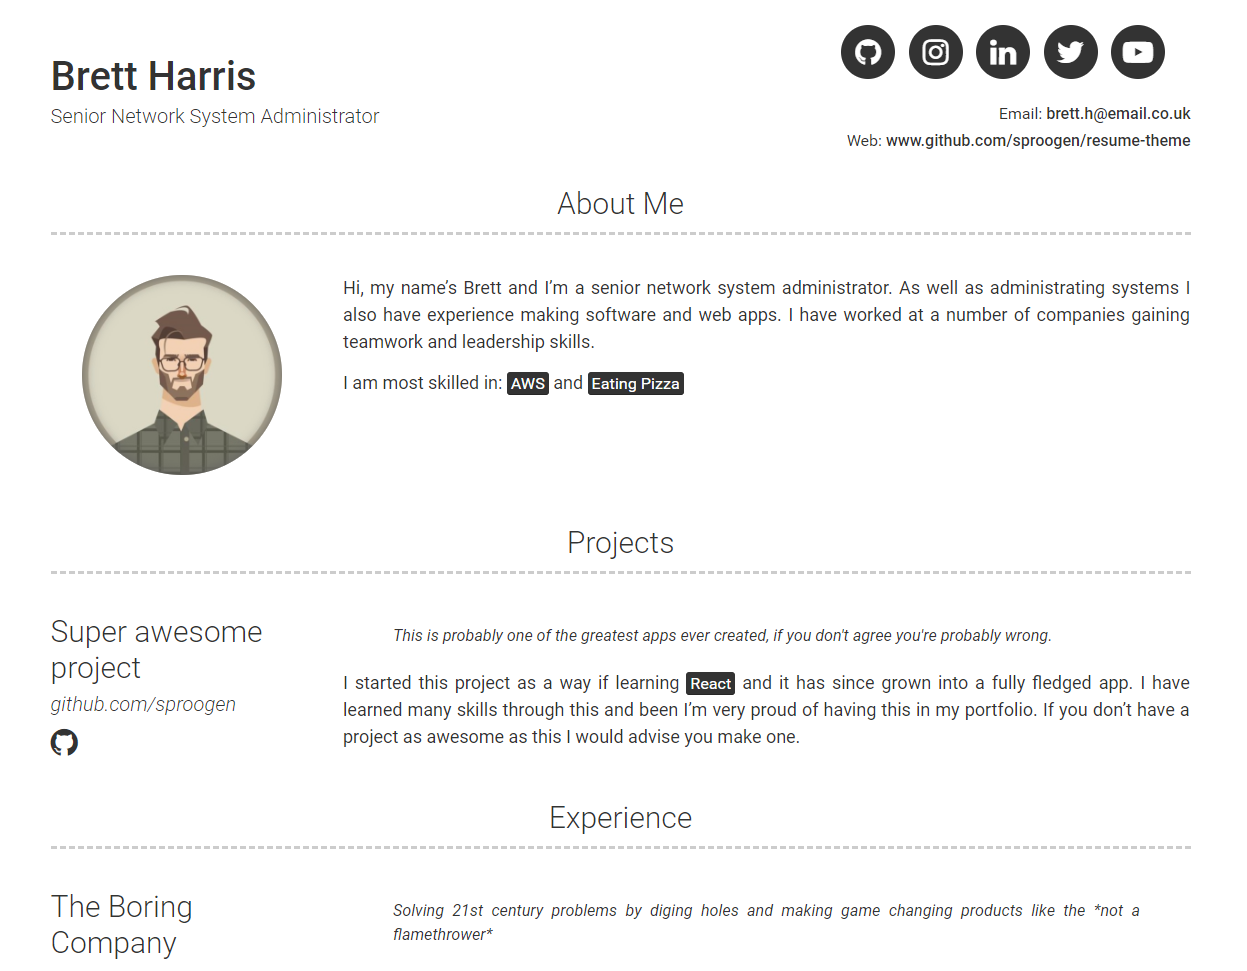 Brett Harris
Senior Network System Administrator
Email: brett.h@email.co.uk
Web: www.github.com/sproogen/resume-theme
About Me
Hi, my name’s Brett and I’m a senior network system administrator. As well as administrating systems I
also have experience making software and web apps. I have worked at a number of companies gaining
teamwork and leadership skills.
I am most skilled in: AWS and Eating Pizza
Projects
Super awesome
project
github.com/sproogen
This is probably one of the greatest apps ever created, if you don't agree you're probably wrong.
I started this project as a way if learning React and it has since grown into a fully fledged app. I have
learned many skills through this and been I’m very proud of having this in my portfolio. If you don’t have a
project as awesome as this I would advise you make one.
Experience
The Boring
Company
Solving 21st century problems by diging holes and making game changing products like the *not a
flamethrower*